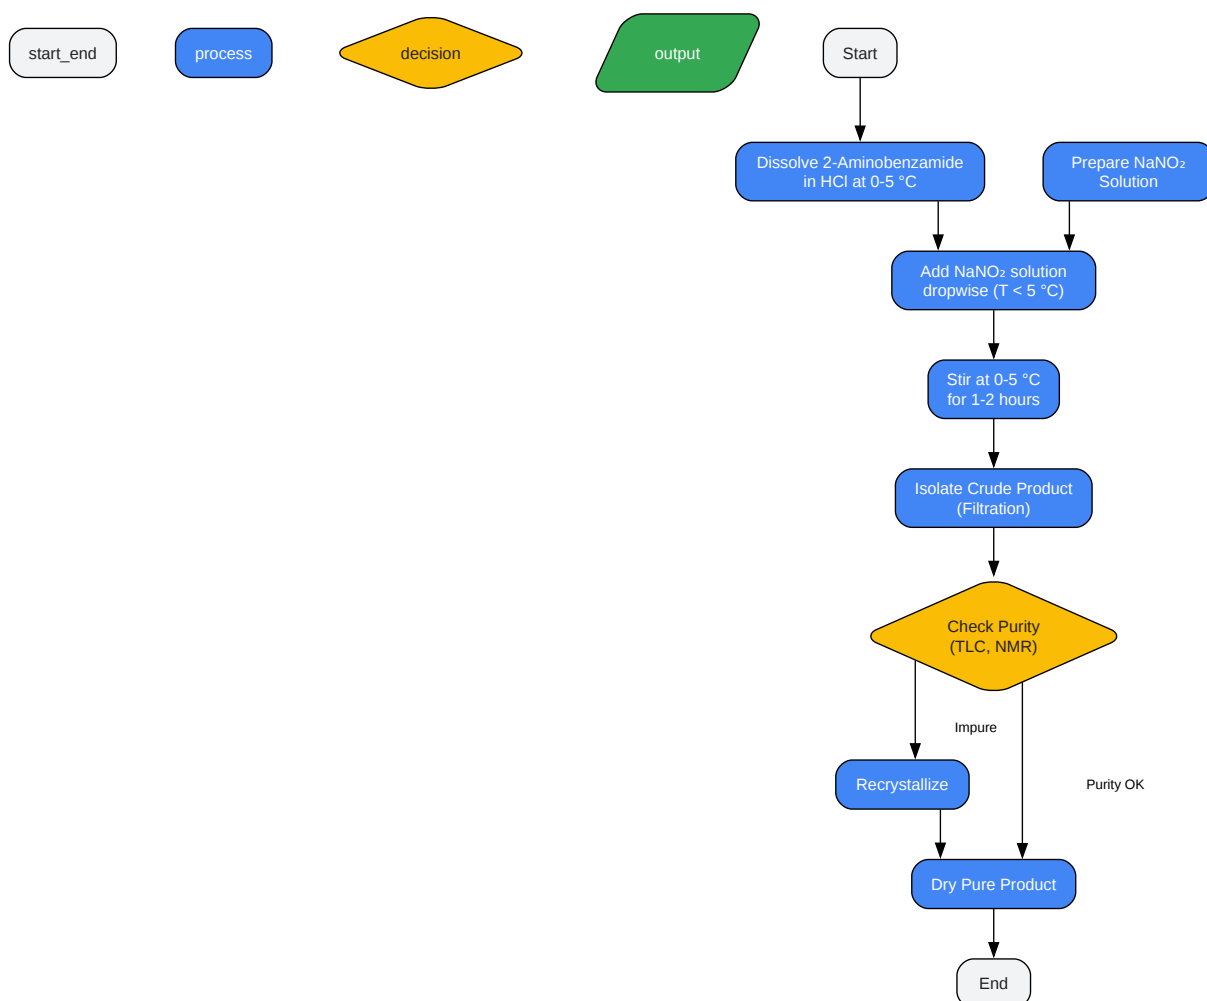 start_end
process
decision
output
Start
Dissolve 2-Aminobenzamide
in HCl at 0-5 °C
Prepare NaNO₂
Solution
Add NaNO₂ solution
dropwise (T < 5 °C)
Stir at 0-5 °C
for 1-2 hours
Isolate Crude Product
(Filtration)
Check Purity
(TLC, NMR)
Impure
Recrystallize
Purity OK
Dry Pure Product
End